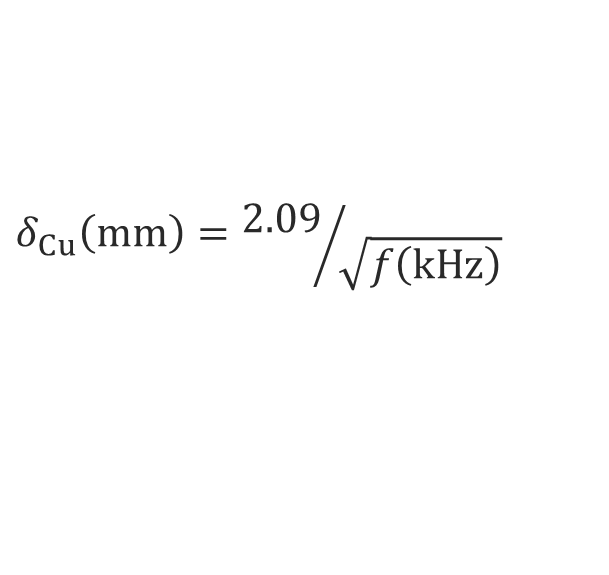 δCu(mm) = 2.09/√f(kHz)